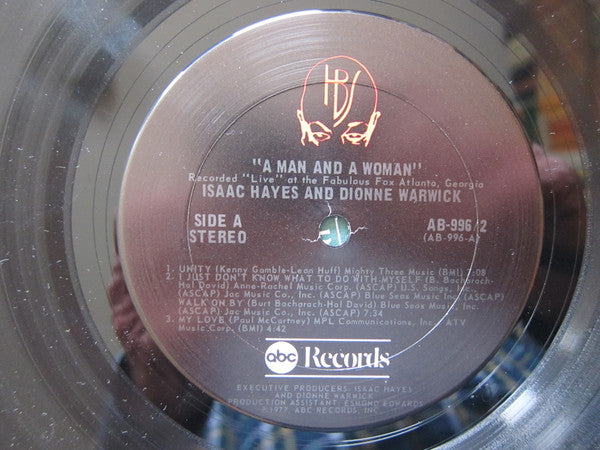 HBS
"A MAN AND A WOMAN"
Recorded "Live" at the Fabulous Fox Atlanta, Georgia
ISAAC HAYES AND DIONNE WARWICK
SIDE A
STEREO
AB-996/2
(AB-996-A)
1. UNITY (Kenny Gamble-Leon Huff) Mighty Three Music (BMI) 7:08
2. I JUST DON'T KNOW WHAT TO DO WITH MYSELF (B. Bacharach-
Hal David) Anne-Rachel Music Corp. (ASCAP) U.S. Songs, Inc.
(ASCAP) Jac Music Co., Inc. (ASCAP) Blue Seas Music Inc. (ASCAP)
WALK ON BY (Burt Bacharach-Hal David) Blue Seas Music, Inc.
(ASCAP) Jac Music Co., Inc. (ASCAP) 7:34
3. MY LOVE (Paul McCartney) MPL Communications, Inc. ATV
Music Corp. (BMI) 4:42
abc Records
EXECUTIVE PRODUCERS: ISAAC HAYES
AND DIONNE WARWICK
PRODUCTION ASSISTANT: ESMOND EDWARDS
℗1977, ABC RECORDS, INC.